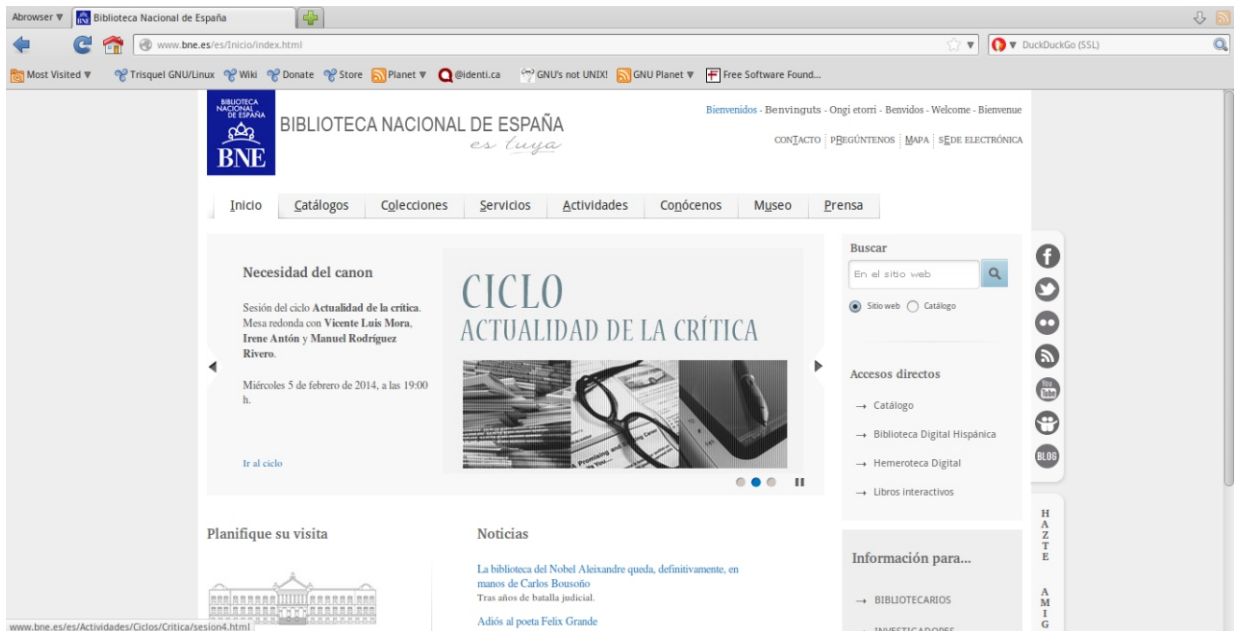 Abrowser
Biblioteca Nacional de España
www.bne.es/es/Inicio/index.html
DuckDuckGo (SSL)
Most Visited
Trisquel GNU/Linux
Wiki
Donate
Store
Planet
@identi.ca
GNU's not UNIX!
GNU Planet
Free Software Found...
BIBLIOTECA
NACIONAL
DE ESPAÑA
BNE
BIBLIOTECA NACIONAL DE ESPAÑA
es tuya
Bienvenidos - Benvinguts - Ongi etorri - Benvidos - Welcome - Bienvenue
CONTACTO
PREGÚNTENOS
MAPA
SEDE ELECTRÓNICA
Inicio
Catálogos
Colecciones
Servicios
Actividades
Conócenos
Museo
Prensa
Necesidad del canon
Sesión del ciclo Actualidad de la crítica.
Mesa redonda con Vicente Luis Mora,
Irene Antón y Manuel Rodríguez
Rivero.
Miércoles 5 de febrero de 2014, a las 19:00
h.
Ir al ciclo
CICLO
ACTUALIDAD DE LA CRÍTICA
A Promising and
Buscar
En el sitio web
Sitio web
Catálogo
Accesos directos
→ Catálogo
→ Biblioteca Digital Hispánica
→ Hemeroteca Digital
→ Libros interactivos
You
Tube
BLOG
HAZTE AMIG
Planifique su visita
Noticias
La biblioteca del Nobel Aleixandre queda, definitivamente, en
manos de Carlos Bousoño
Tras años de batalla judicial.
Adiós al poeta Felix Grande
Información para...
→ BIBLIOTECARIOS
→ INVESTIGADORES
www.bne.es/es/Actividades/Ciclos/Critica/sesion4.html